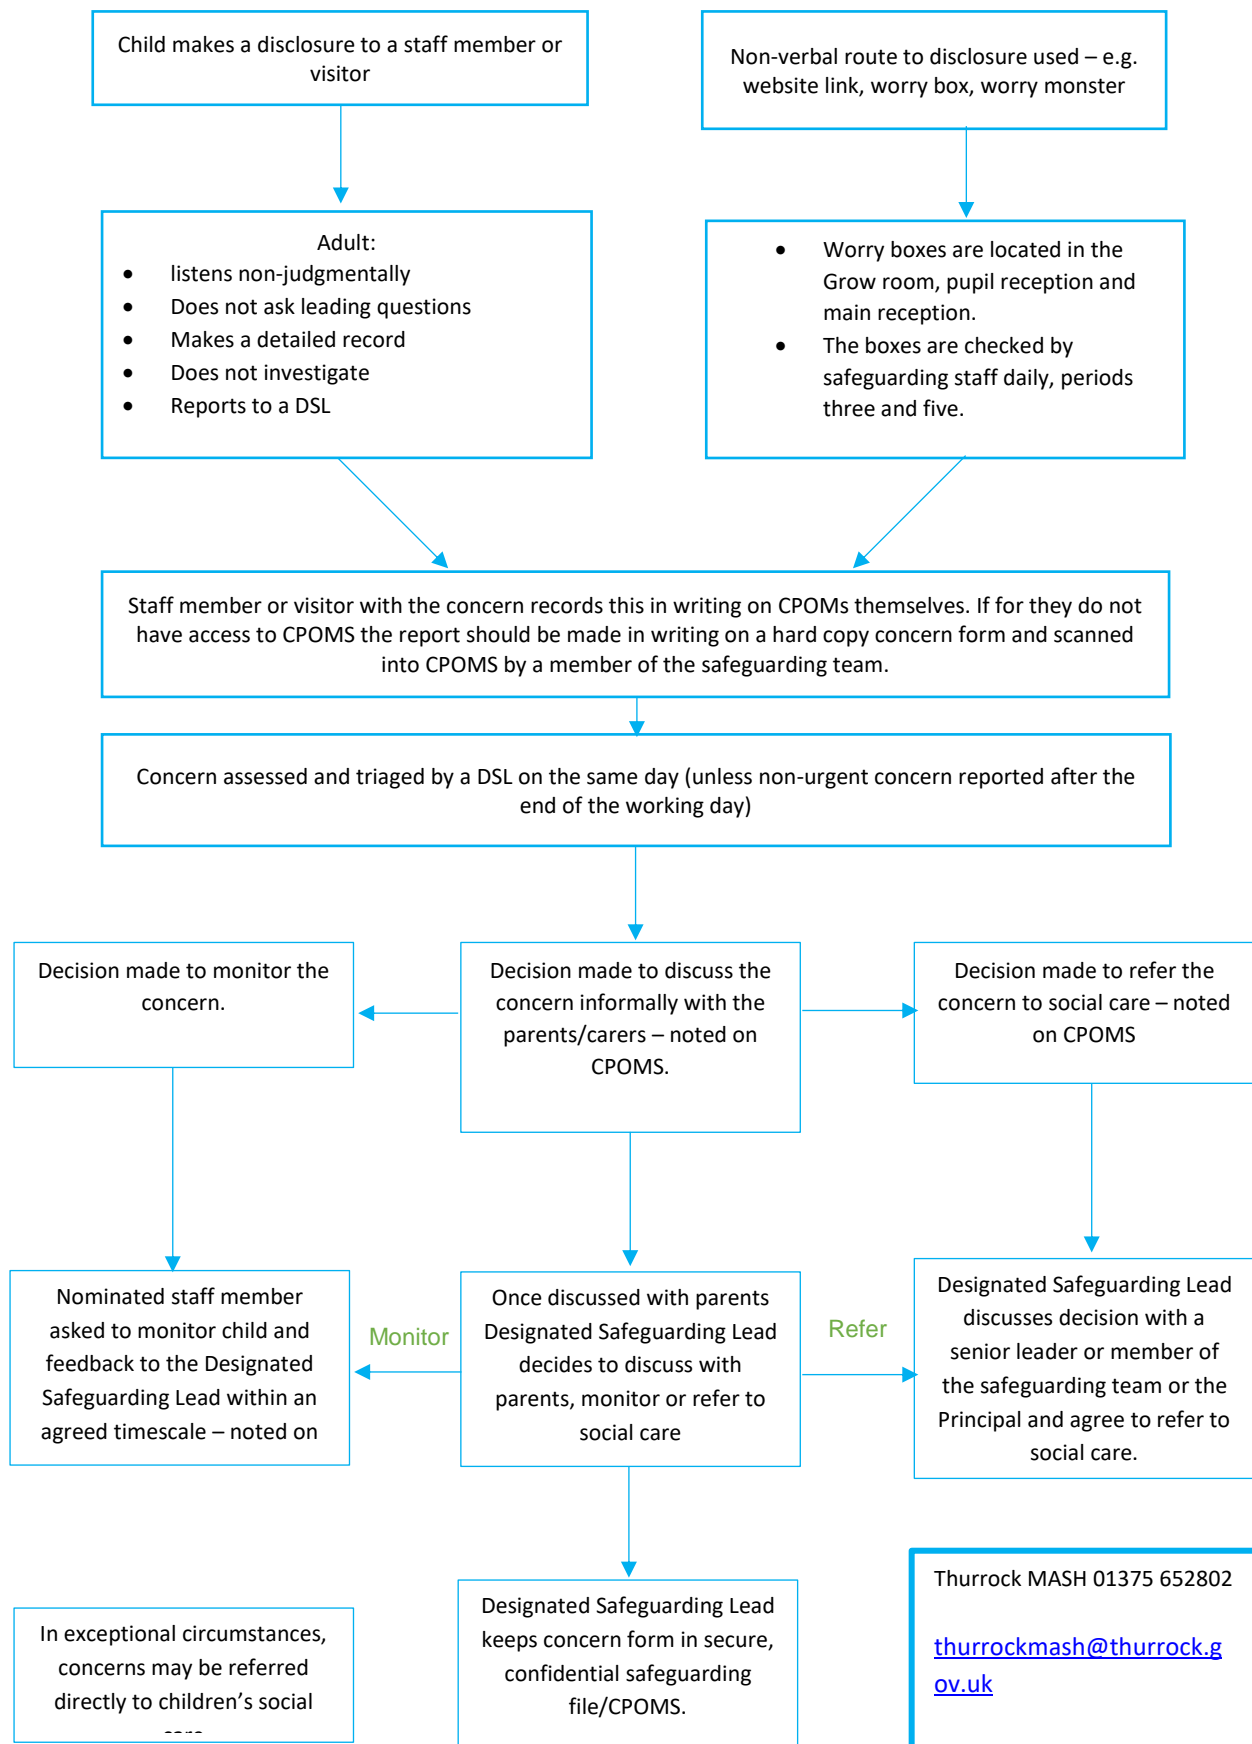 Child makes a disclosure to a staff member or
visitor
Non-verbal route to disclosure used – e.g.
website link, worry box, worry monster
Adult:
• listens non-judgmentally
• Does not ask leading questions
• Makes a detailed record
• Does not investigate
• Reports to a DSL
• Worry boxes are located in the
Grow room, pupil reception and
main reception.
• The boxes are checked by
safeguarding staff daily, periods
three and five.
Staff member or visitor with the concern records this in writing on CPOMs themselves. If for they do not
have access to CPOMS the report should be made in writing on a hard copy concern form and scanned
into CPOMS by a member of the safeguarding team.
Concern assessed and triaged by a DSL on the same day (unless non-urgent concern reported after the
end of the working day)
Decision made to monitor the
concern.
Decision made to discuss the
concern informally with the
parents/carers – noted on
CPOMS.
Decision made to refer the
concern to social care – noted
on CPOMS
Nominated staff member
asked to monitor child and
feedback to the Designated
Safeguarding Lead within an
agreed timescale – noted on
Monitor
Once discussed with parents
Designated Safeguarding Lead
decides to discuss with
parents, monitor or refer to
social care
Refer
Designated Safeguarding Lead
discusses decision with a
senior leader or member of
the safeguarding team or the
Principal and agree to refer to
social care.
In exceptional circumstances,
concerns may be referred
directly to children’s social
Designated Safeguarding Lead
keeps concern form in secure,
confidential safeguarding
file/CPOMS.
Thurrock MASH 01375 652802
thurrockmash@thurrock.g
ov.uk